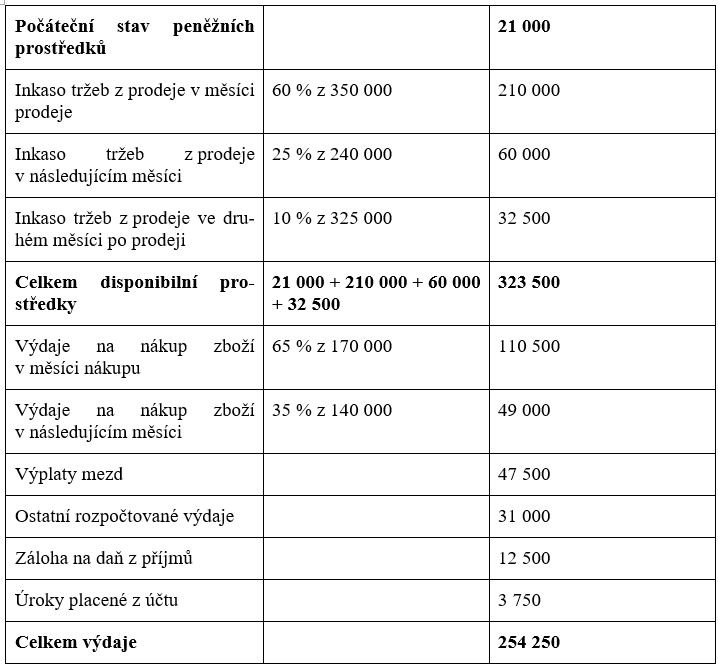 Počáteční stav peněžních
prostředků
21 000
Inkaso tržeb z prodeje v měsíci
prodeje
60 % z 350 000
210 000
Inkaso tržeb z prodeje
v následujícím měsíci
25 % z 240 000
60 000
Inkaso tržeb z prodeje ve dru-
hém měsíci po prodeji
10 % z 325 000
32 500
Celkem disponibilní pro-
středky
21 000 + 210 000 + 60 000
+ 32 500
323 500
Výdaje na nákup zboží
v měsíci nákupu
65 % z 170 000
110 500
Výdaje na nákup zboží
v následujícím měsíci
35 % z 140 000
49 000
Výplaty mezd
47 500
Ostatní rozpočtované výdaje
31 000
Záloha na daň z příjmů
12 500
Úroky placené z účtu
3 750
Celkem výdaje
254 250